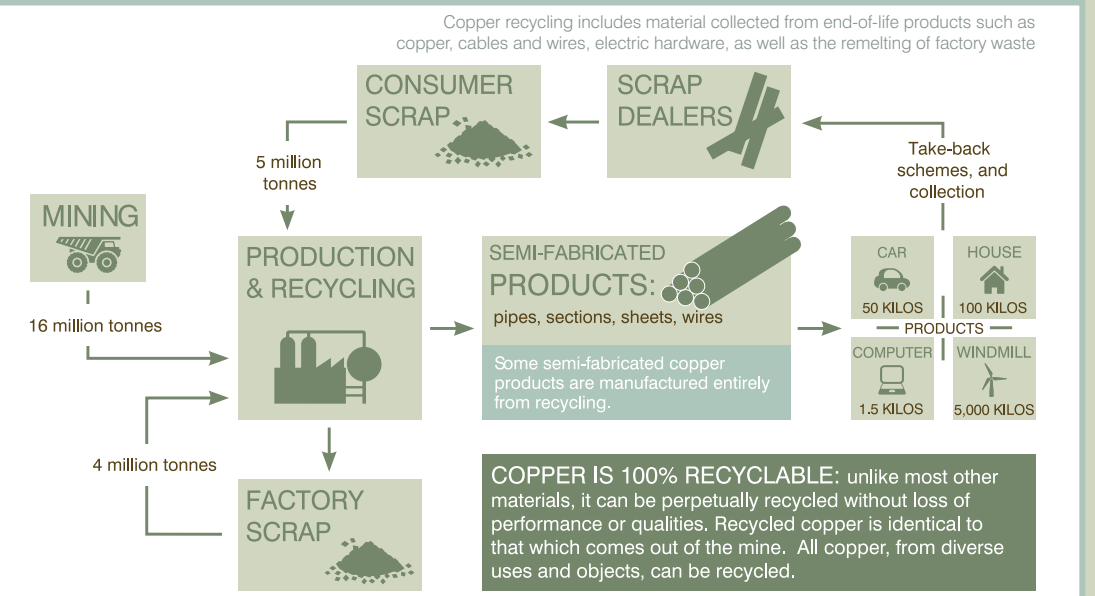 Copper recycling includes material collected from end-of-life products such as
copper, cables and wires, electric hardware, as well as the remelting of factory waste
CONSUMER
SCRAP
SCRAP
DEALERS
5 million
tonnes
Take-back
schemes, and
collection
MINING
16 million tonnes
PRODUCTION
& RECYCLING
SEMI-FABRICATED
PRODUCTS:
pipes, sections, sheets, wires
Some semi-fabricated copper
products are manufactured entirely
from recycling.
CAR
50 KILOS
HOUSE
100 KILOS
PRODUCTS
COMPUTER
1.5 KILOS
WINDMILL
5,000 KILOS
4 million tonnes
FACTORY
SCRAP
COPPER IS 100% RECYCLABLE: unlike most other
materials, it can be perpetually recycled without loss of
performance or qualities. Recycled copper is identical to
that which comes out of the mine. All copper, from diverse
uses and objects, can be recycled.